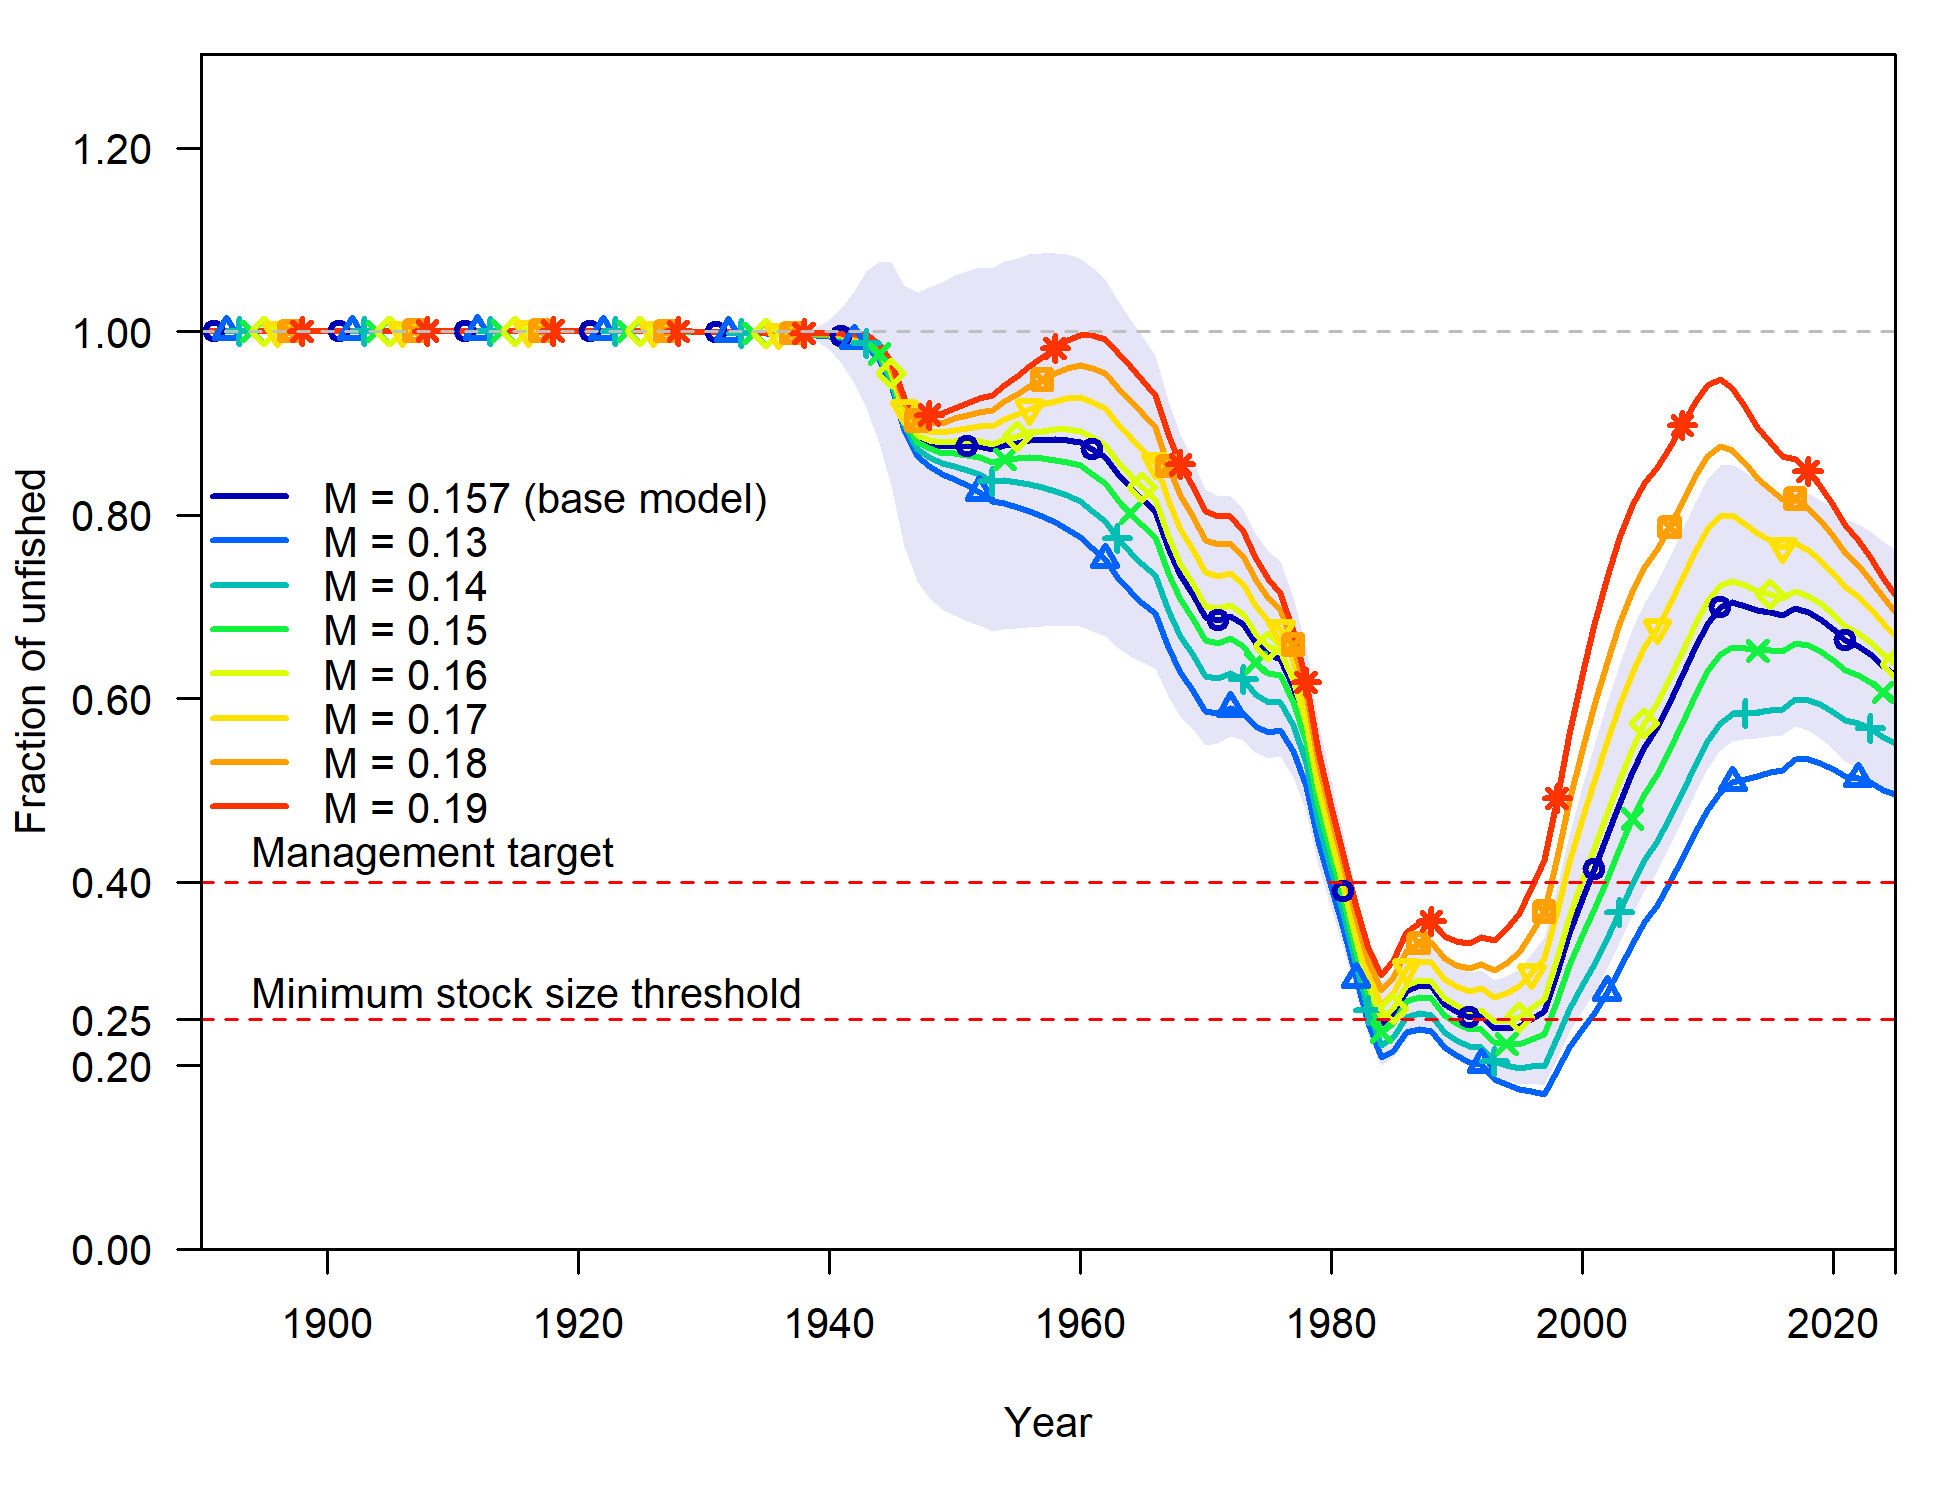 1.20
1.00
0.80
0.60
0.40
0.25
0.20
0.00
Fraction of unfished
M = 0.157 (base model)
M = 0.13
M = 0.14
M = 0.15
M = 0.16
M = 0.17
M = 0.18
M = 0.19
Management target
Minimum stock size threshold
1900 1920 1940 1960 1980 2000 2020
Year